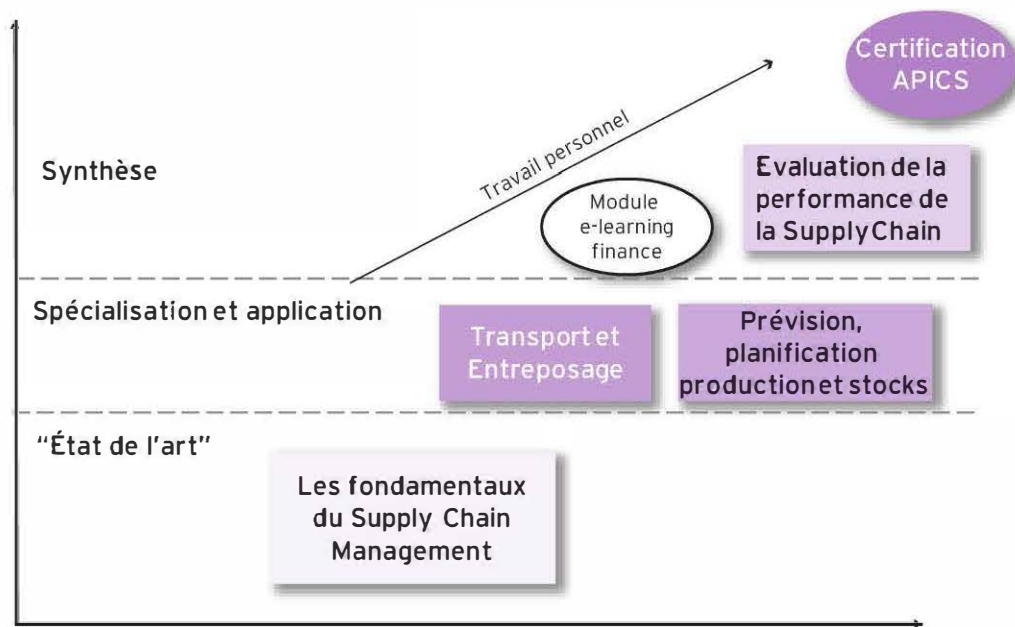 Certification
APICS
Travail personnel
Synthèse
Evaluation de la
performance de
la Supply Chain
Module
e-learning
finance
Spécialisation et application
Transport et
Entreposage
Prévision,
planification
production et stocks
“État de l’art”
Les fondamentaux
du Supply Chain
Management